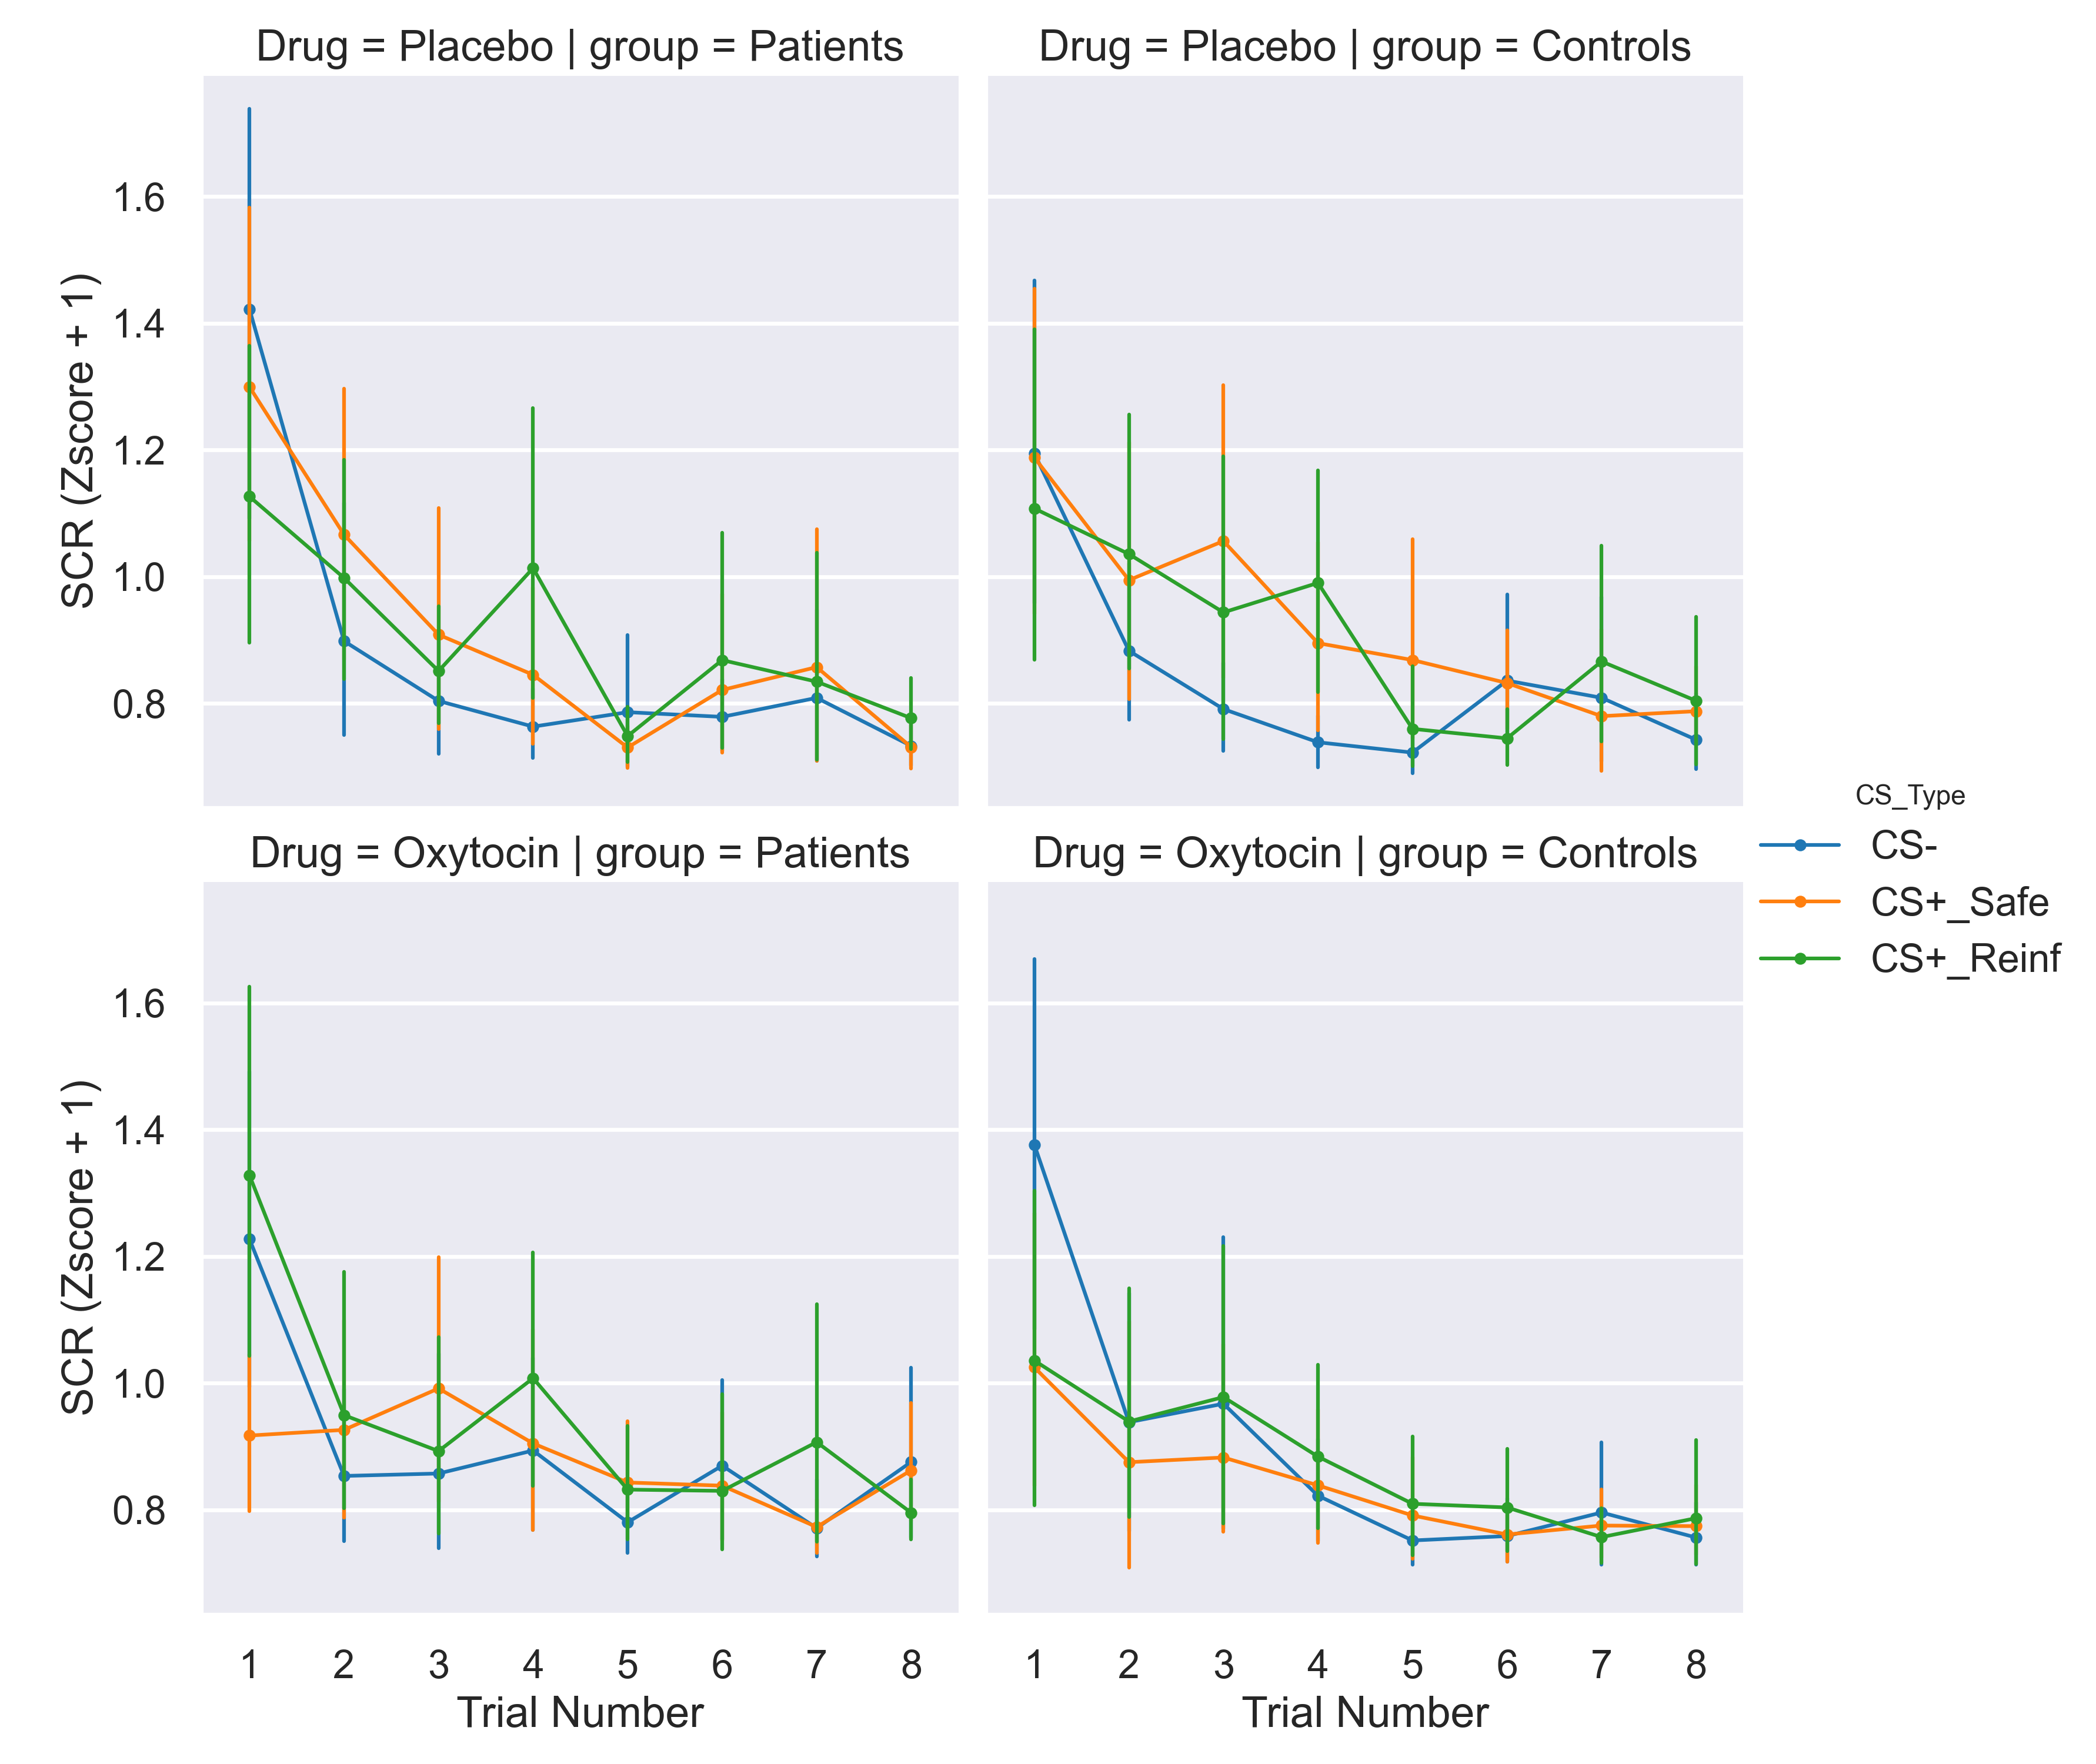 Drug = Placebo | group = Patients
Drug = Placebo | group = Controls
1.6
1.4
1.2
1.0
0.8
SCR (Zscore + 1)
Drug = Oxytocin | group = Patients
Drug = Oxytocin | group = Controls
1.6
1.4
1.2
1.0
0.8
SCR (Zscore + 1)
1 2 3 4 5 6 7 8
Trial Number
1 2 3 4 5 6 7 8
Trial Number
CS_Type
CS-
CS+_Safe
CS+_Reinf